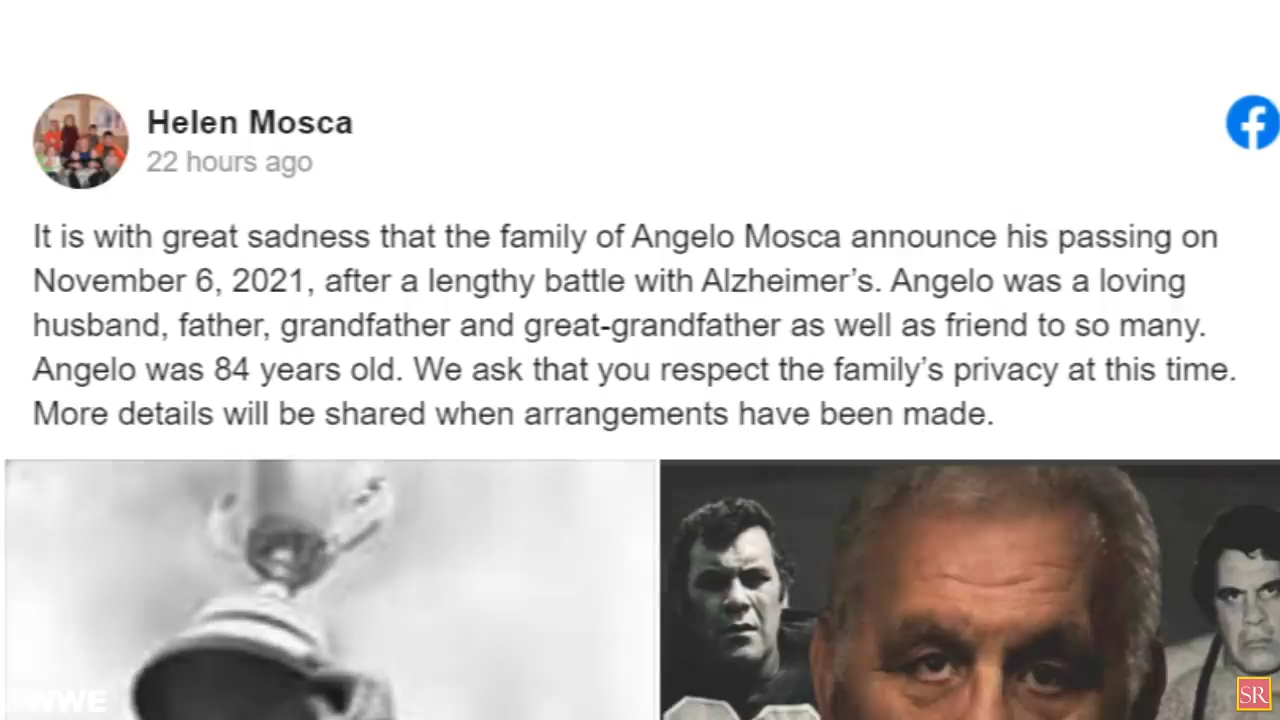 Helen Mosca
22 hours ago
It is with great sadness that the family of Angelo Mosca announce his passing on
November 6, 2021, after a lengthy battle with Alzheimer’s. Angelo was a loving
husband, father, grandfather and great-grandfather as well as friend to so many.
Angelo was 84 years old. We ask that you respect the family’s privacy at this time.
More details will be shared when arrangements have been made.
WWE
SR